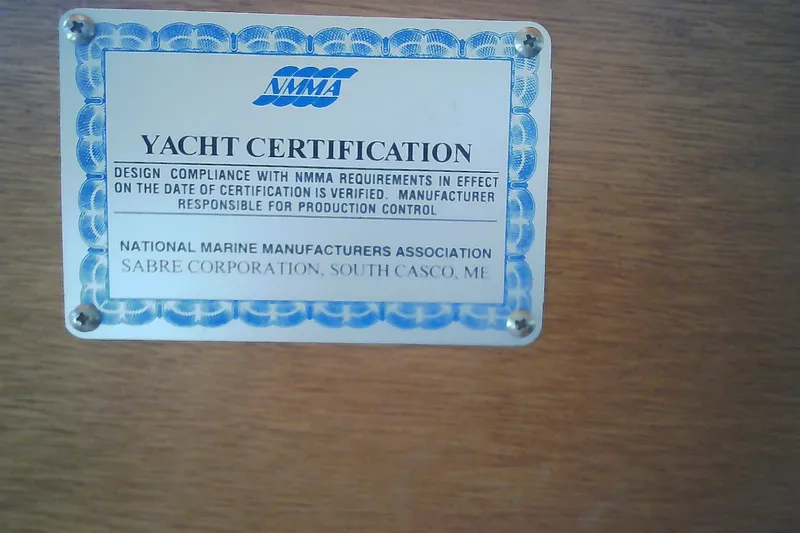 NMMA
YACHT CERTIFICATION
DESIGN COMPLIANCE WITH NMMA REQUIREMENTS IN EFFECT
ON THE DATE OF CERTIFICATION IS VERIFIED. MANUFACTURER
RESPONSIBLE FOR PRODUCTION CONTROL
NATIONAL MARINE MANUFACTURERS ASSOCIATION
SABRE CORPORATION, SOUTH CASCO, ME